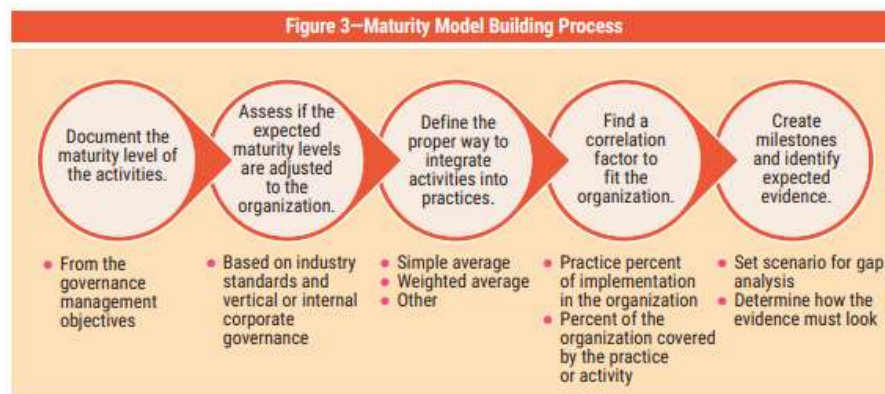 Figure 3—Maturity Model Building Process
Document the
maturity level of
the activities.
Assess if the
expected
maturity levels
are adjusted
to the
organization.
Define the
proper way to
integrate
activities into
practices.
Find a
correlation
factor to
fit the
organization.
Create
milestones
and identify
expected
evidence.
• From the
governance
management
objectives
• Based on industry
standards and
vertical or internal
corporate
governance
• Simple average
• Weighted average
• Other
• Practice percent
of implementation
in the organization
• Percent of the
organization covered
by the practice
or activity
• Set scenario for gap
analysis
• Determine how the
evidence must look